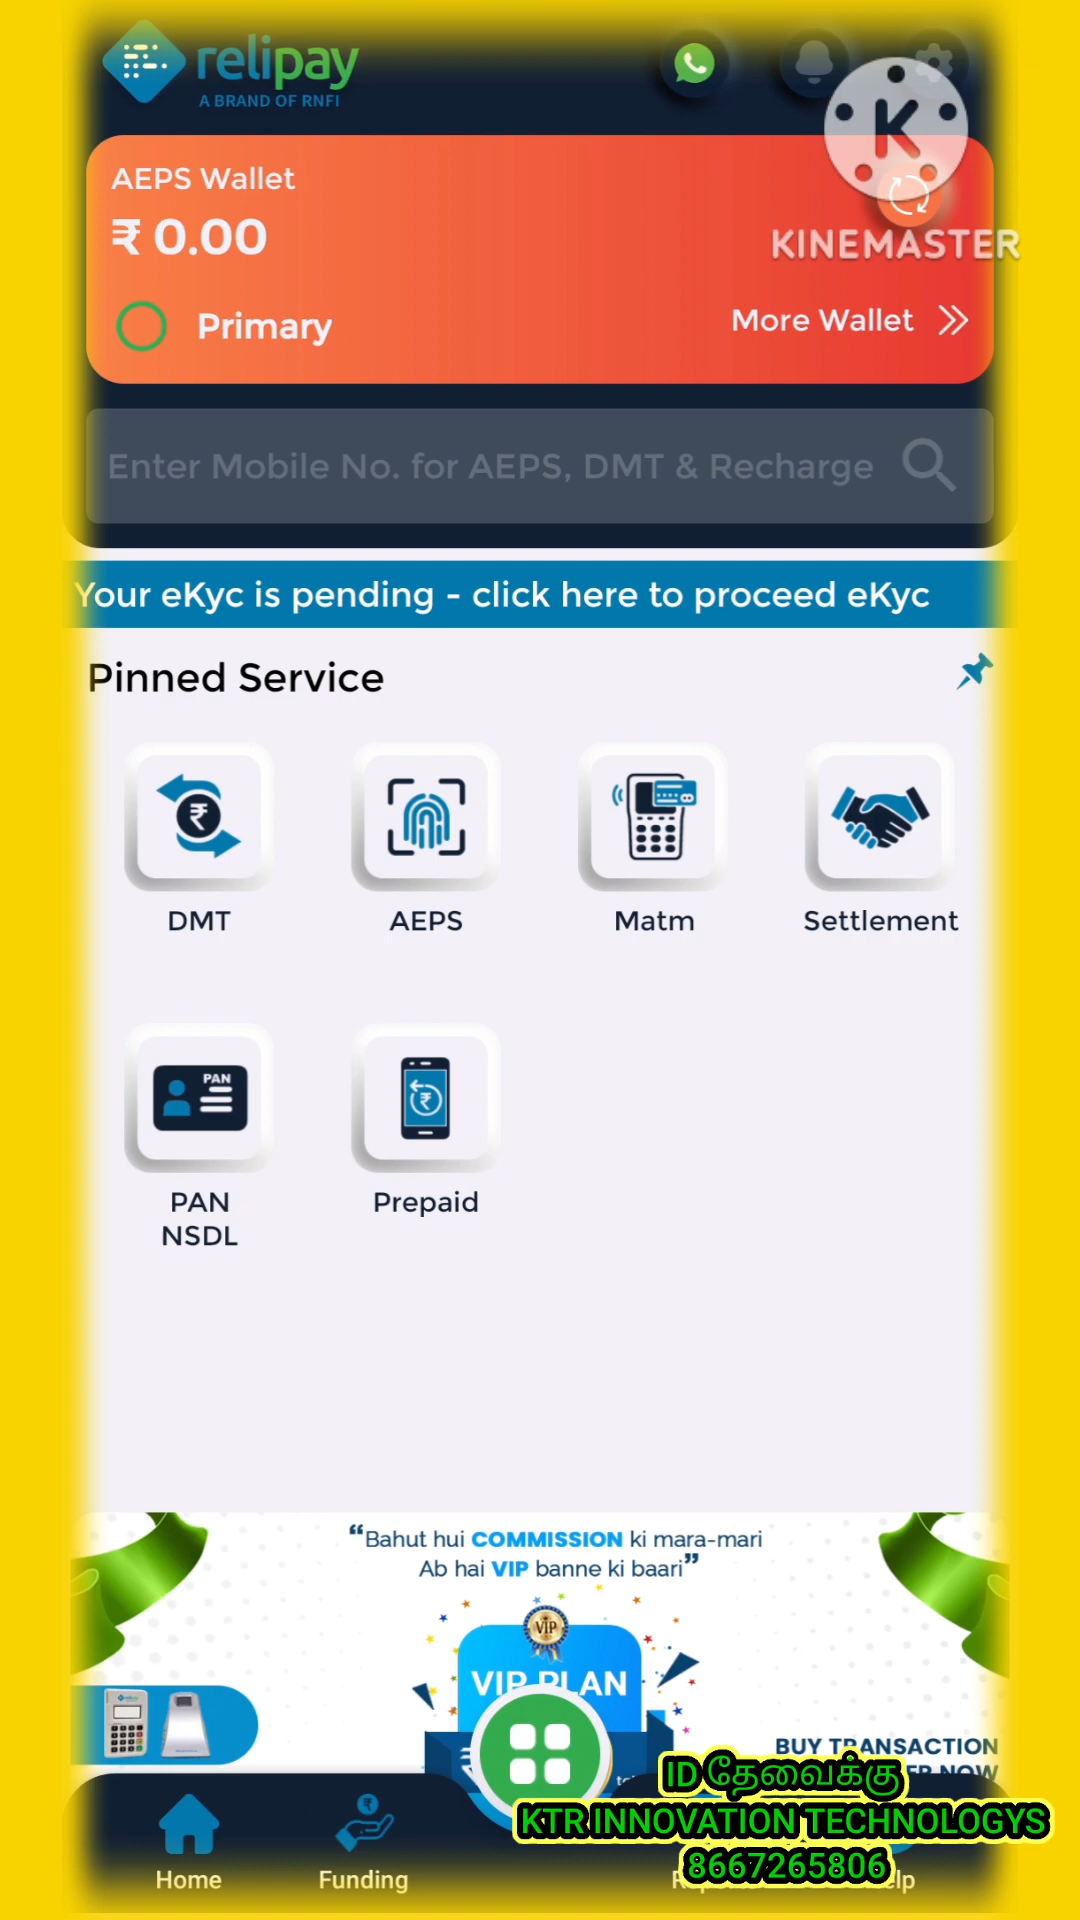 relipay
A BRAND OF RNFI
K
KINEMASTER
AEPS Wallet
₹ 0.00
Primary
More Wallet
Enter Mobile No. for AEPS, DMT & Recharge
Your eKyc is pending - click here to proceed eKyc
Pinned Service
DMT
AEPS
Matm
Settlement
PAN
PAN
NSDL
Prepaid
“Bahut hui COMMISSION ki mara-mari
Ab hai VIP banne ki baari”
VIP
VIP PLAN
BUY TRANSACTION
NOW
ID தேவைக்கு
KTR INNOVATION TECHNOLOGYS
8667265806
Home
Funding